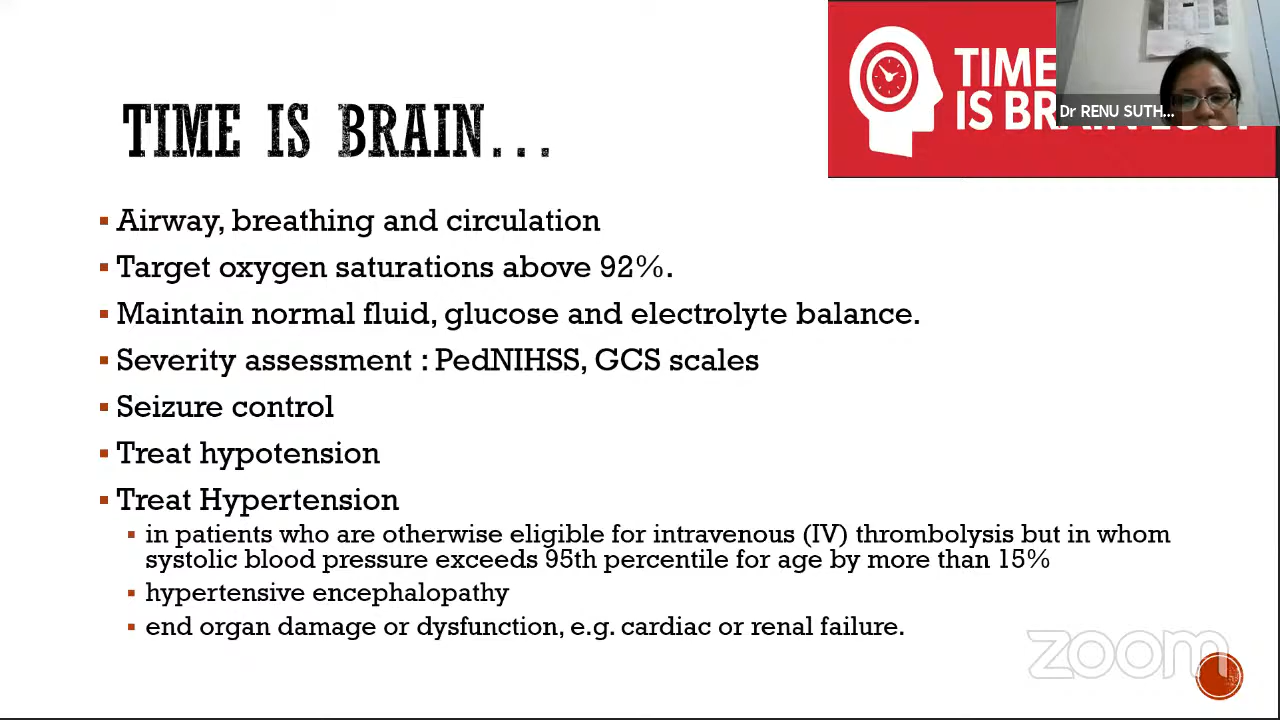 TIME IS BRAIN...
TIME
IS BRAIN
Dr RENU SUTH...
▪ Airway, breathing and circulation
▪ Target oxygen saturations above 92%.
▪ Maintain normal fluid, glucose and electrolyte balance.
▪ Severity assessment : PedNIHSS, GCS scales
▪ Seizure control
▪ Treat hypotension
▪ Treat Hypertension
▪ in patients who are otherwise eligible for intravenous (IV) thrombolysis but in whom
systolic blood pressure exceeds 95th percentile for age by more than 15%
▪ hypertensive encephalopathy
▪ end organ damage or dysfunction, e.g. cardiac or renal failure.
zoom